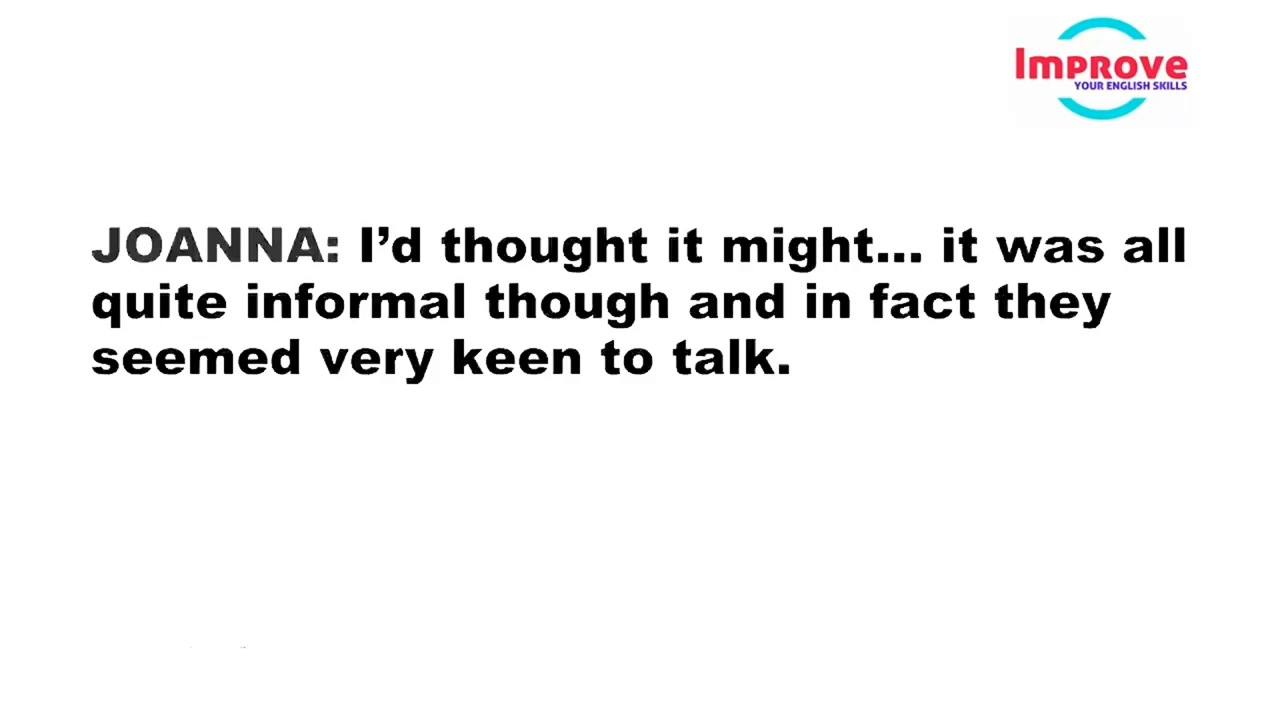 Improve
YOUR ENGLISH SKILLS
JOANNA: I’d thought it might... it was all
quite informal though and in fact they
seemed very keen to talk.